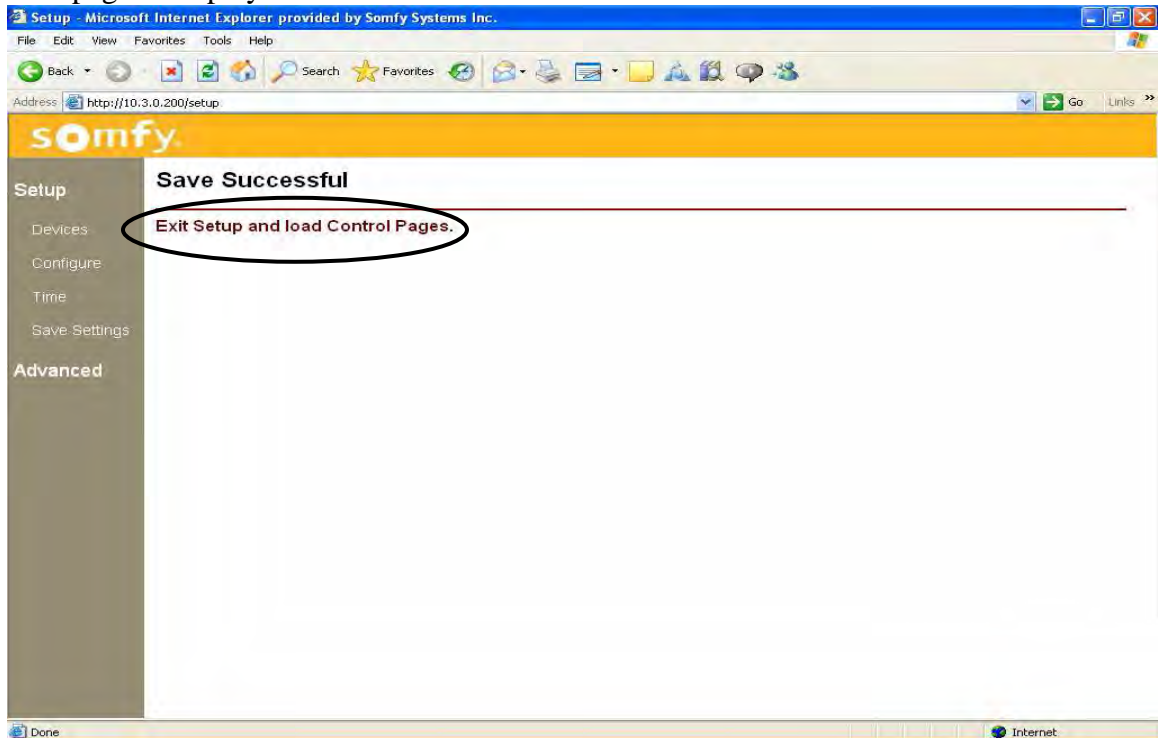 Setup - Microsoft Internet Explorer provided by Somfy Systems Inc.
File Edit View Favorites Tools Help
Back Search Favorites
Address http://10.3.0.200/setup Go Links »
somfy.
Setup
Save Successful
Devices
Exit Setup and load Control Pages.
Configure
Time
Save Settings
Advanced
Done Internet